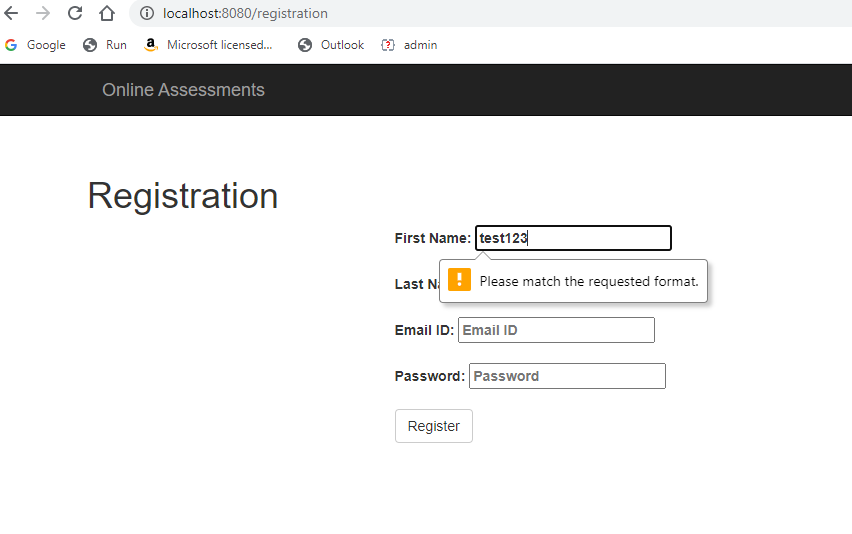 localhost:8080/registration
Google Run Microsoft licensed... Outlook admin
Online Assessments
Registration
First Name: test123
Please match the requested format.
Last Na
Email ID: Email ID
Password: Password
Register